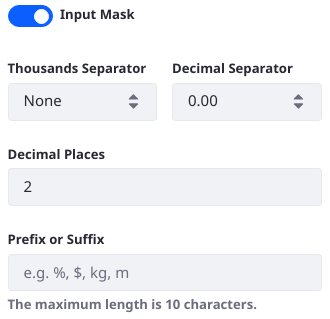 Input Mask
Thousands Separator Decimal Separator
None 0.00
Decimal Places
2
Prefix or Suffix
e.g. %, $, kg, m
The maximum length is 10 characters.